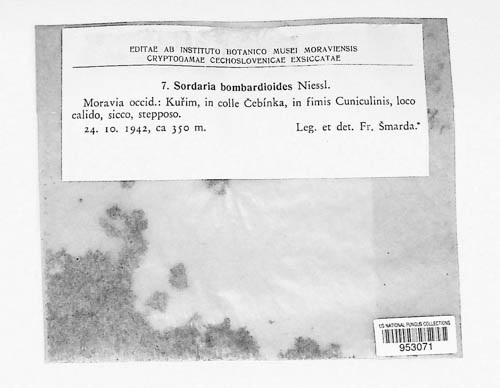 EDITAE AB INSTITUTO BOTANICO MUSEI MORAVIENSIS
CRYPTOGAMAE ČECHOSLOVENICAE EXSICCATAE
7. Sordaria bombardioides Niessl.
Moravia occid.: Kuřim, in colle Čebínka, in fimis Cuniculinis, loco
calido, sicco, stepposo.
24. 10. 1942, ca 350 m. Leg. et det. Fr. Šmarda.*
US NATIONAL FUNGUS COLLECTIONS
953071